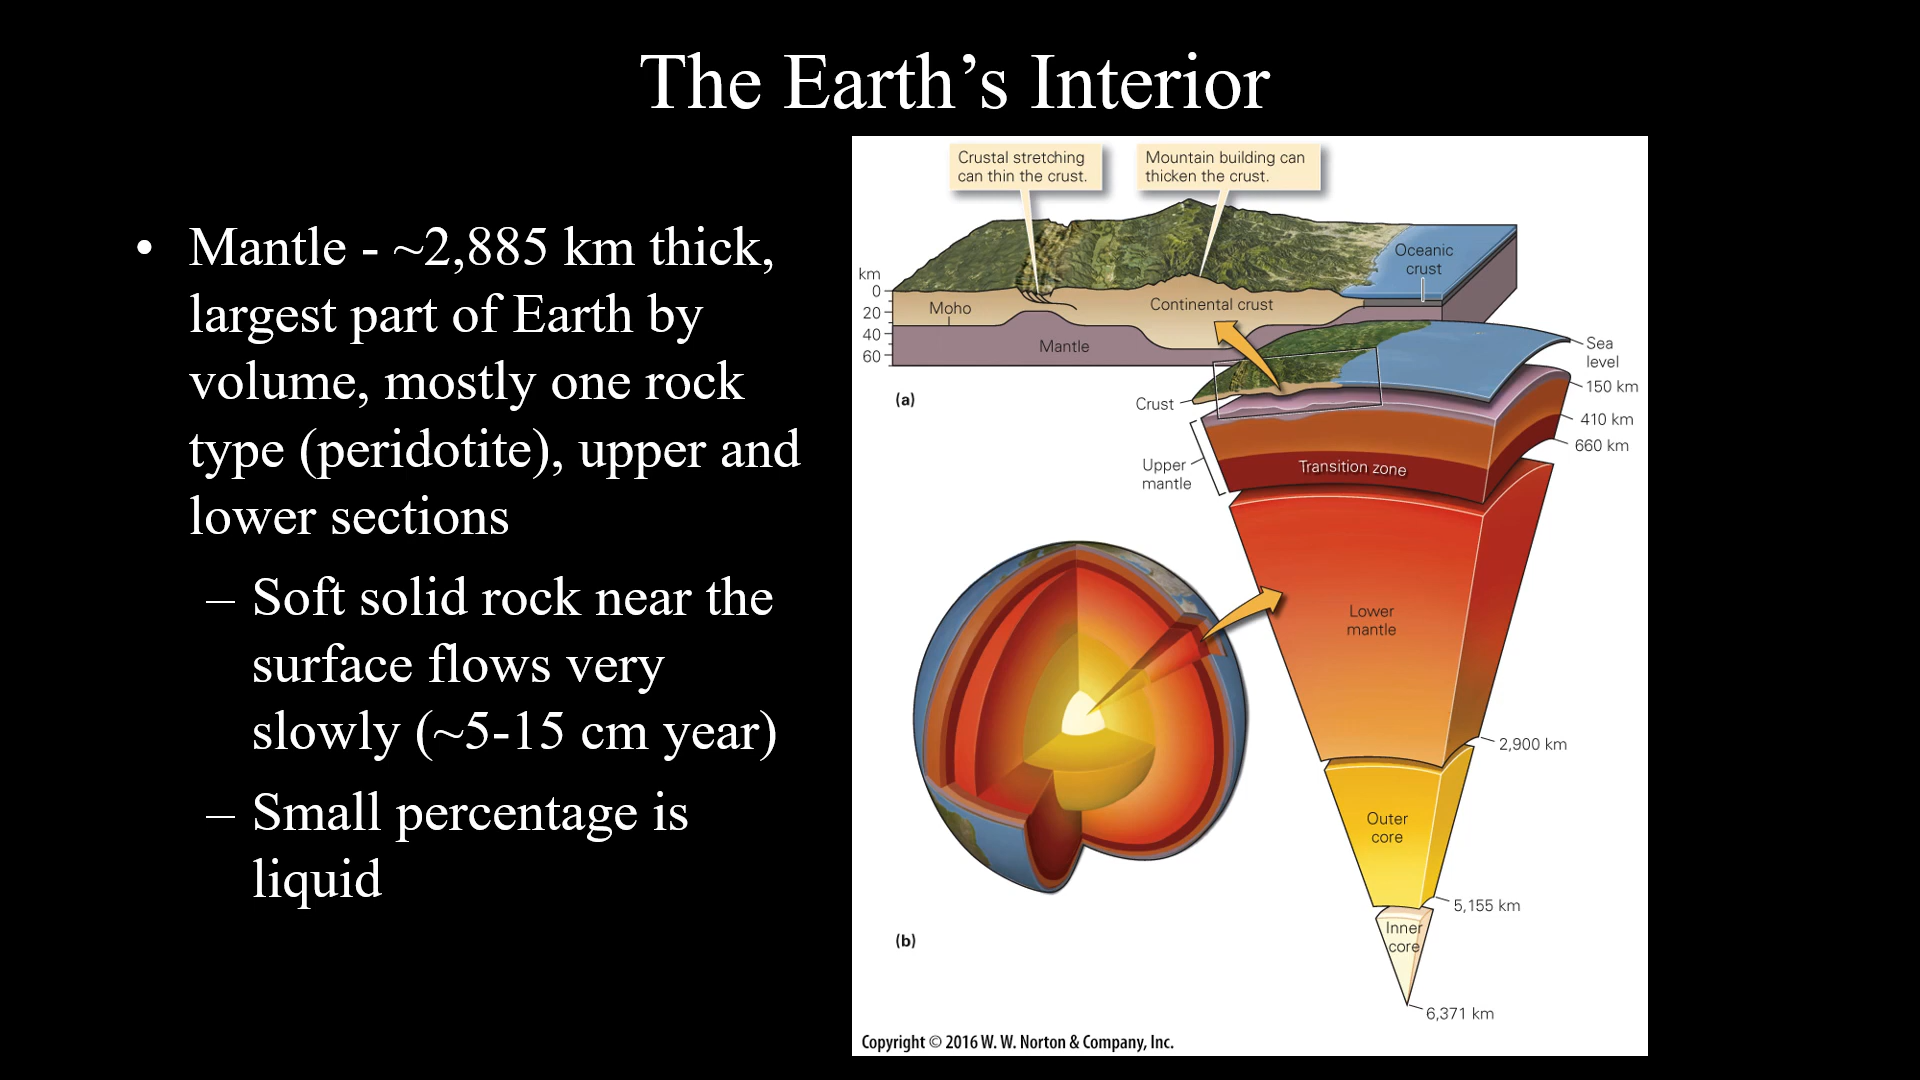 The Earth’s Interior
• Mantle - ~2,885 km thick,
largest part of Earth by
volume, mostly one rock
type (peridotite), upper and
lower sections
– Soft solid rock near the
surface flows very
slowly (~5-15 cm year)
– Small percentage is
liquid
Crustal stretching
can thin the crust.
Mountain building can
thicken the crust.
Oceanic
crust
km
0
20
40
60
Moho
Continental crust
Mantle
(a)
Sea
level
150 km
410 km
660 km
Crust
Upper
mantle
Transition zone
Lower
mantle
2,900 km
Outer
core
5,155 km
Inner
core
6,371 km
(b)
Copyright © 2016 W. W. Norton & Company, Inc.